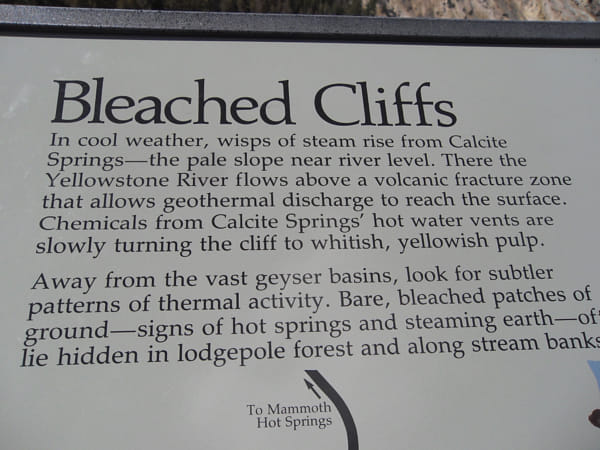 Bleached Cliffs
In cool weather, wisps of steam rise from Calcite
Springs—the pale slope near river level. There the
Yellowstone River flows above a volcanic fracture zone
that allows geothermal discharge to reach the surface.
Chemicals from Calcite Springs’ hot water vents are
slowly turning the cliff to whitish, yellowish pulp.
Away from the vast geyser basins, look for subtler
patterns of thermal activity. Bare, bleached patches of
ground—signs of hot springs and steaming earth—
lie hidden in lodgepole forest and along stream banks
To Mammoth
Hot Springs